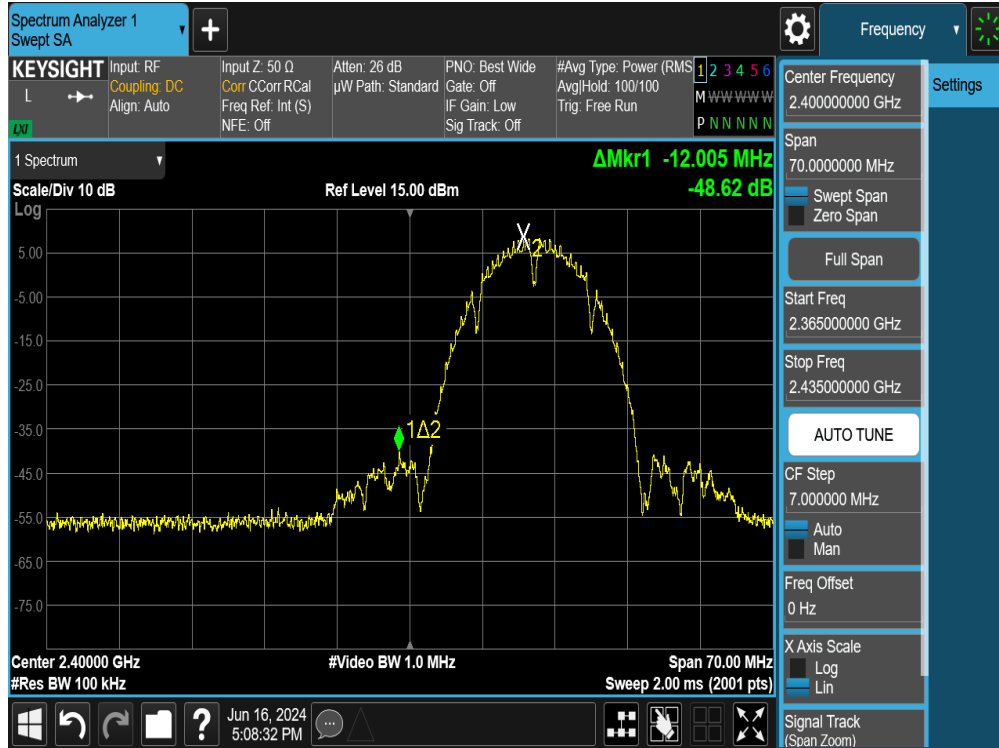 Spectrum Analyzer 1
Swept SA
+
Frequency
KEYSIGHT
L
LXI
Input: RF
Coupling: DC
Align: Auto
Input Z: 50 Ω
Corr CCorr RCal
Freq Ref: Int (S)
NFE: Off
Atten: 26 dB
µW Path: Standard
PNO: Best Wide
Gate: Off
IF Gain: Low
Sig Track: Off
#Avg Type: Power (RMS
Avg|Hold: 100/100
Trig: Free Run
1 2 3 4 5 6
M W W W W W
P N N N N N
1 Spectrum
ΔMkr1 -12.005 MHz
Scale/Div 10 dB
Ref Level 15.00 dBm
-48.62 dB
Log
5.00
-5.00
-15.0
-25.0
-35.0
-45.0
-55.0
-65.0
-75.0
X2
1Δ2
Center 2.40000 GHz
#Video BW 1.0 MHz
Span 70.00 MHz
#Res BW 100 kHz
Sweep 2.00 ms (2001 pts)
Center Frequency
2.400000000 GHz
Span
70.0000000 MHz
Swept Span
Zero Span
Full Span
Start Freq
2.365000000 GHz
Stop Freq
2.435000000 GHz
AUTO TUNE
CF Step
7.000000 MHz
Auto
Man
Freq Offset
0 Hz
X Axis Scale
Log
Lin
Signal Track
(Span Zoom)
Settings
?
Jun 16, 2024
5:08:32 PM